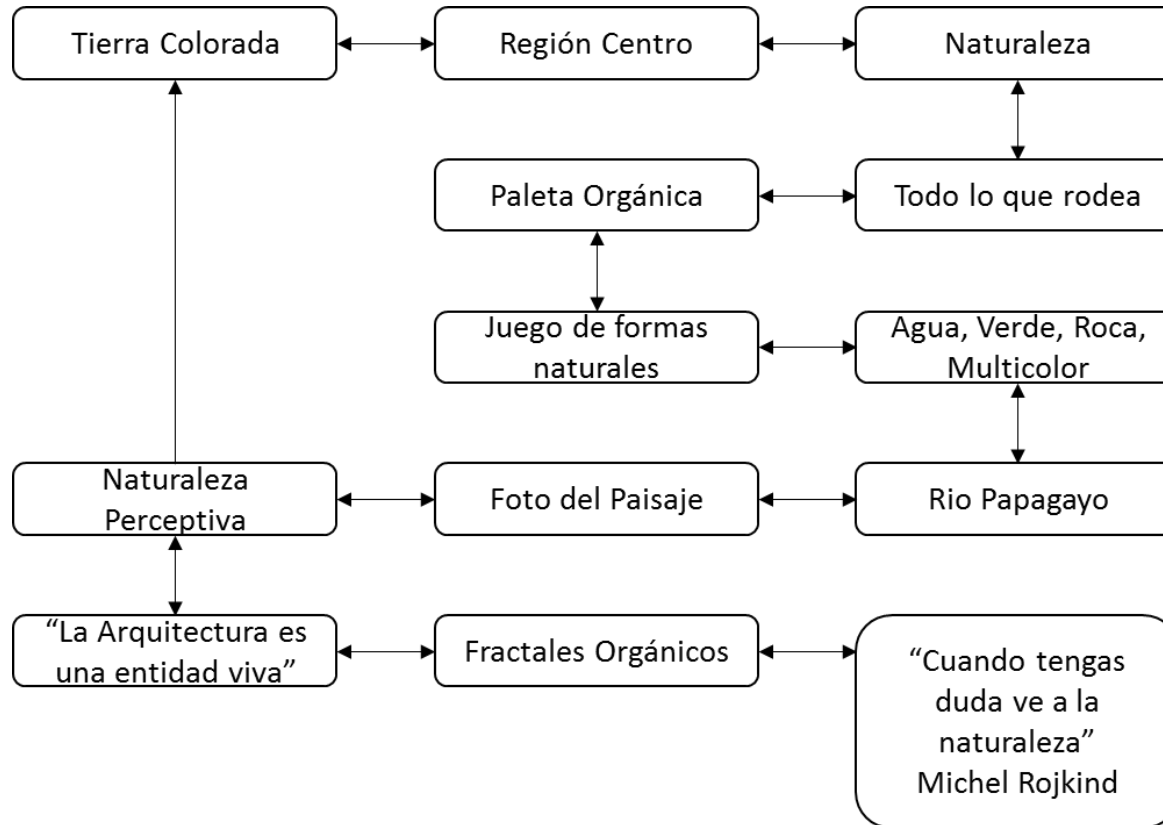 Tierra Colorada
Región Centro
Naturaleza
Paleta Orgánica
Todo lo que rodea
Juego de formas
naturales
Agua, Verde, Roca,
Multicolor
Naturaleza
Perceptiva
Foto del Paisaje
Rio Papagayo
“La Arquitectura es
una entidad viva”
Fractales Orgánicos
“Cuando tengas
duda ve a la
naturaleza”
Michel Rojkind